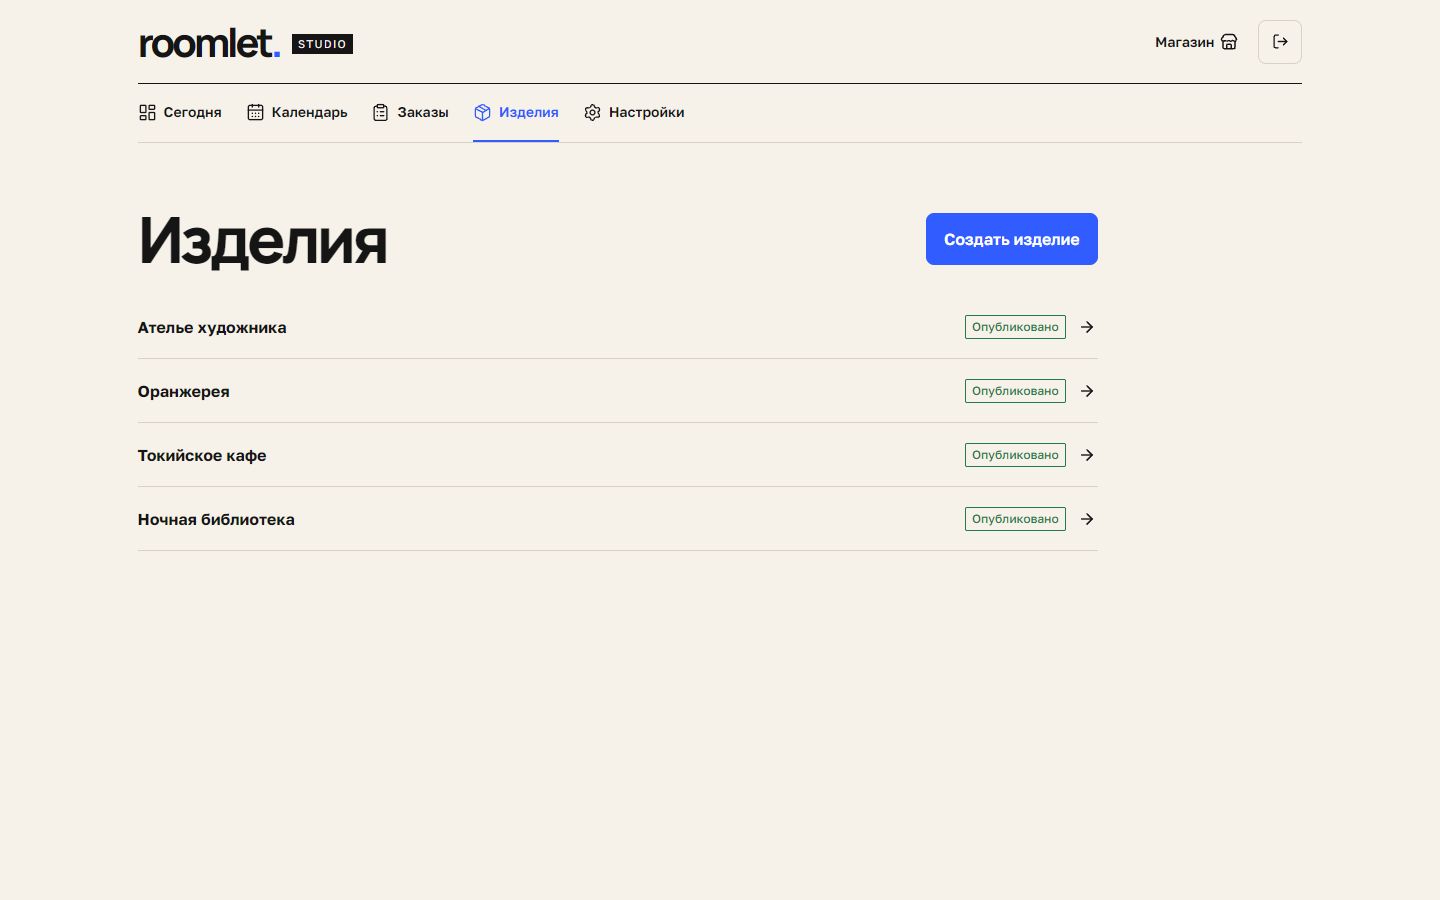 roomlet. STUDIO
Магазин
Сегодня Календарь Заказы Изделия Настройки
Изделия
Создать изделие
Ателье художника Опубликовано
Оранжерея Опубликовано
Токийское кафе Опубликовано
Ночная библиотека Опубликовано